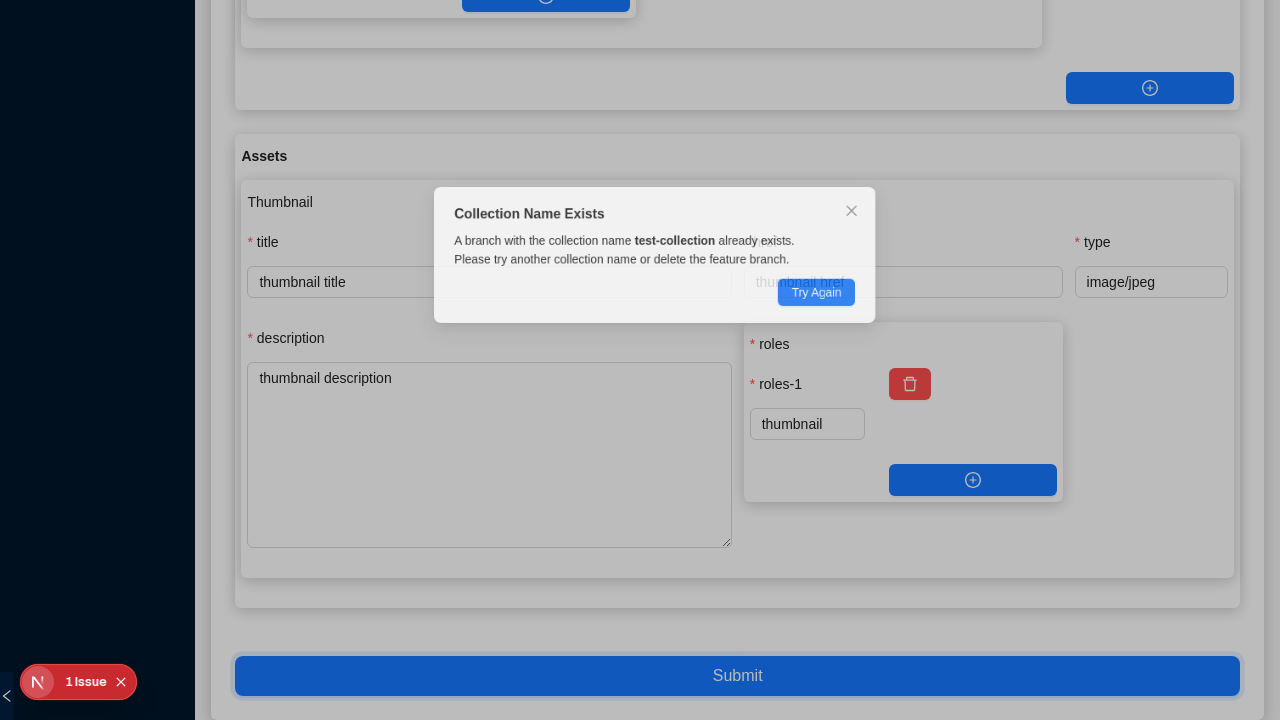 Assets
Thumbnail
Collection Name Exists
A branch with the collection name test-collection already exists.
Please try another collection name or delete the feature branch.
Try Again
* title
* type
thumbnail title
thumbnail href
image/jpeg
* description
* roles
thumbnail description
* roles-1
thumbnail
Submit
1 Issue